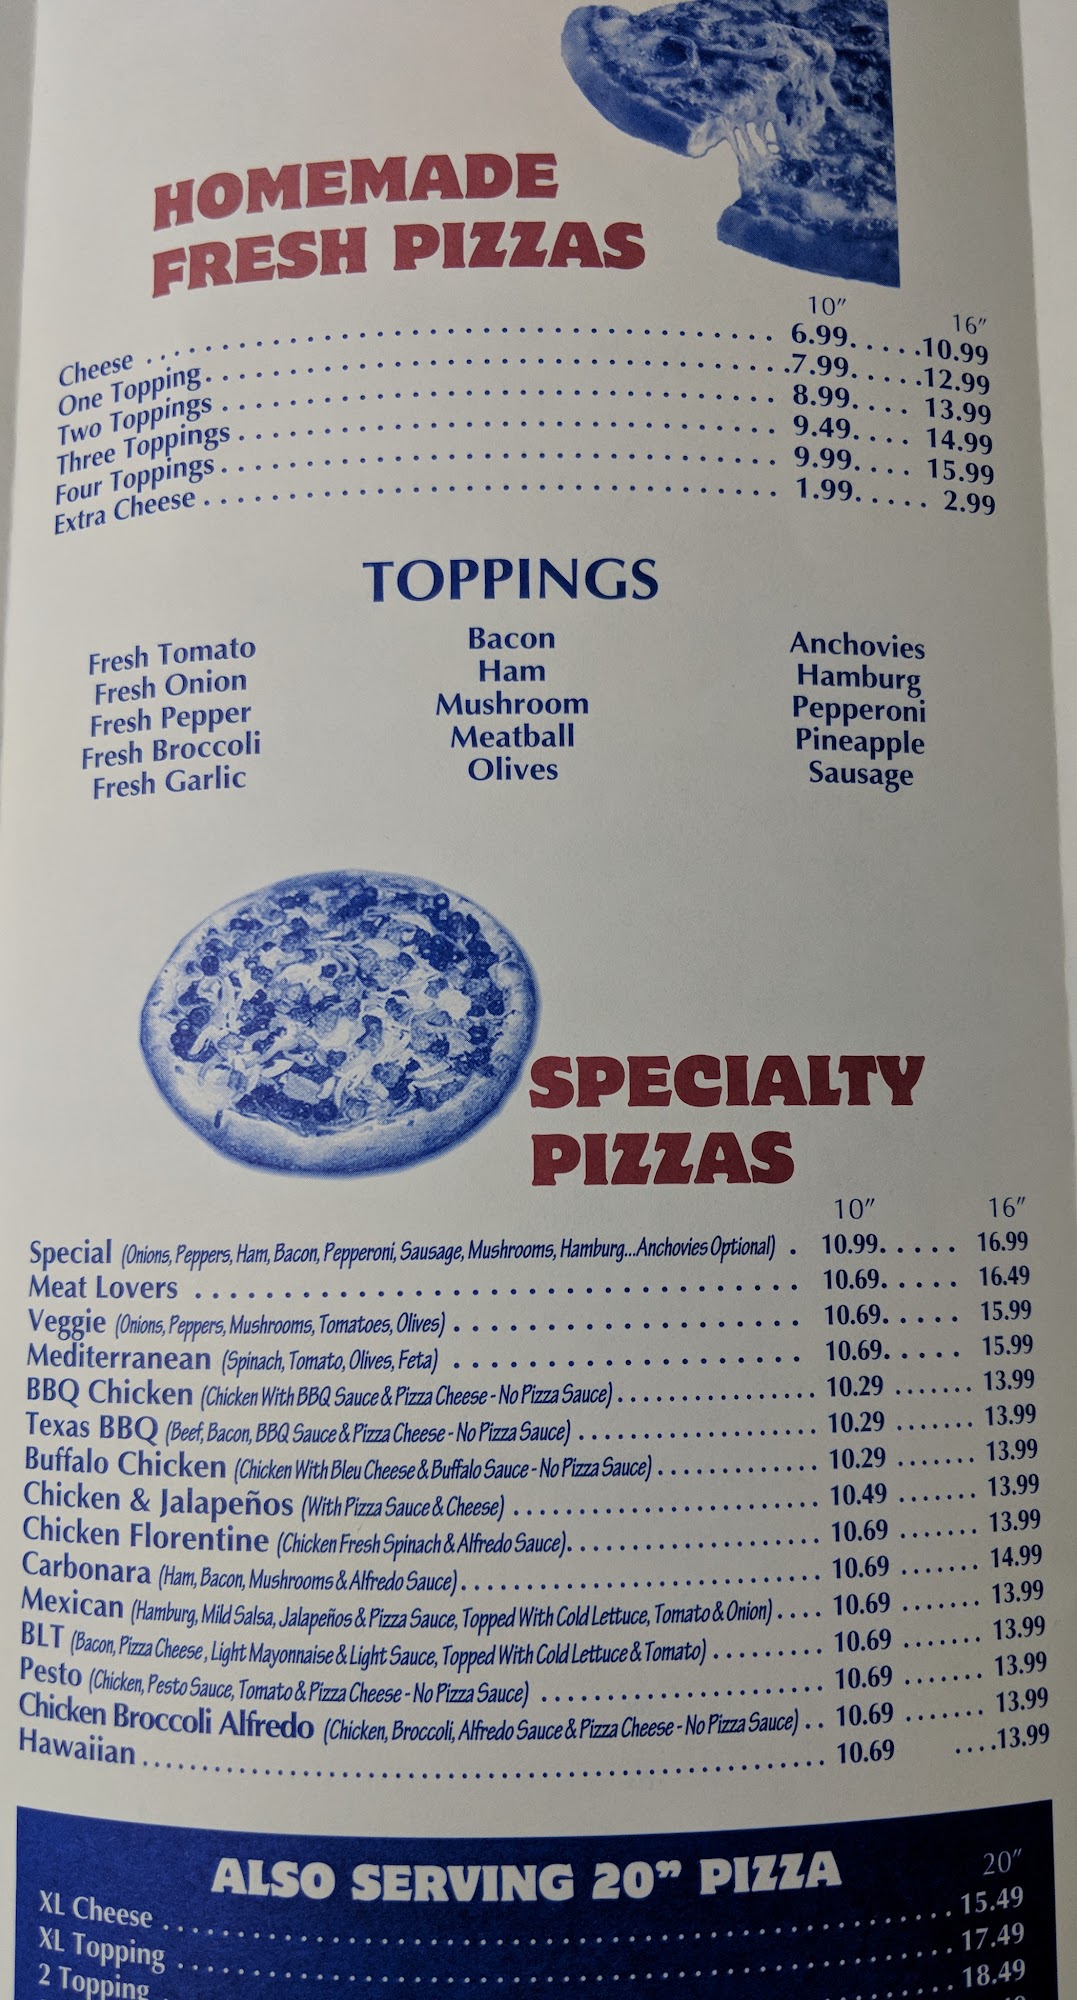 HOMEMADE
FRESH PIZZAS
10" 16"
Cheese 6.99 10.99
One Topping 7.99 12.99
Two Toppings 8.99 13.99
Three Toppings 9.49 14.99
Four Toppings 9.99 15.99
Extra Cheese 1.99 2.99
TOPPINGS
Fresh Tomato Bacon Anchovies
Fresh Onion Ham Hamburg
Fresh Pepper Mushroom Pepperoni
Fresh Broccoli Meatball Pineapple
Fresh Garlic Olives Sausage
SPECIALTY
PIZZAS
10" 16"
Special (Onions, Peppers, Ham, Bacon, Pepperoni, Sausage, Mushrooms, Hamburg...Anchovies Optional) 10.99 16.99
Meat Lovers 10.69 16.49
Veggie (Onions, Peppers, Mushrooms, Tomatoes, Olives) 10.69 15.99
Mediterranean (Spinach, Tomato, Olives, Feta) 10.69 15.99
BBQ Chicken (Chicken With BBQ Sauce & Pizza Cheese - No Pizza Sauce) 10.29 13.99
Texas BBQ (Beef, Bacon, BBQ Sauce & Pizza Cheese - No Pizza Sauce) 10.29 13.99
Buffalo Chicken (Chicken With Bleu Cheese & Buffalo Sauce - No Pizza Sauce) 10.29 13.99
Chicken & Jalapeños (With Pizza Sauce & Cheese) 10.49 13.99
Chicken Florentine (Chicken Fresh Spinach & Alfredo Sauce) 10.69 13.99
Carbonara (Ham, Bacon, Mushrooms & Alfredo Sauce) 10.69 14.99
Mexican (Hamburg, Mild Salsa, Jalapeños & Pizza Sauce, Topped With Cold Lettuce, Tomato & Onion) 10.69 13.99
BLT (Bacon, Pizza Cheese, Light Mayonnaise & Light Sauce, Topped With Cold Lettuce & Tomato) 10.69 13.99
Pesto (Chicken, Pesto Sauce, Tomato & Pizza Cheese - No Pizza Sauce) 10.69 13.99
Chicken Broccoli Alfredo (Chicken, Broccoli, Alfredo Sauce & Pizza Cheese - No Pizza Sauce) 10.69 13.99
Hawaiian 10.69 13.99
ALSO SERVING 20" PIZZA
20"
XL Cheese 15.49
XL Topping 17.49
2 Topping 18.49